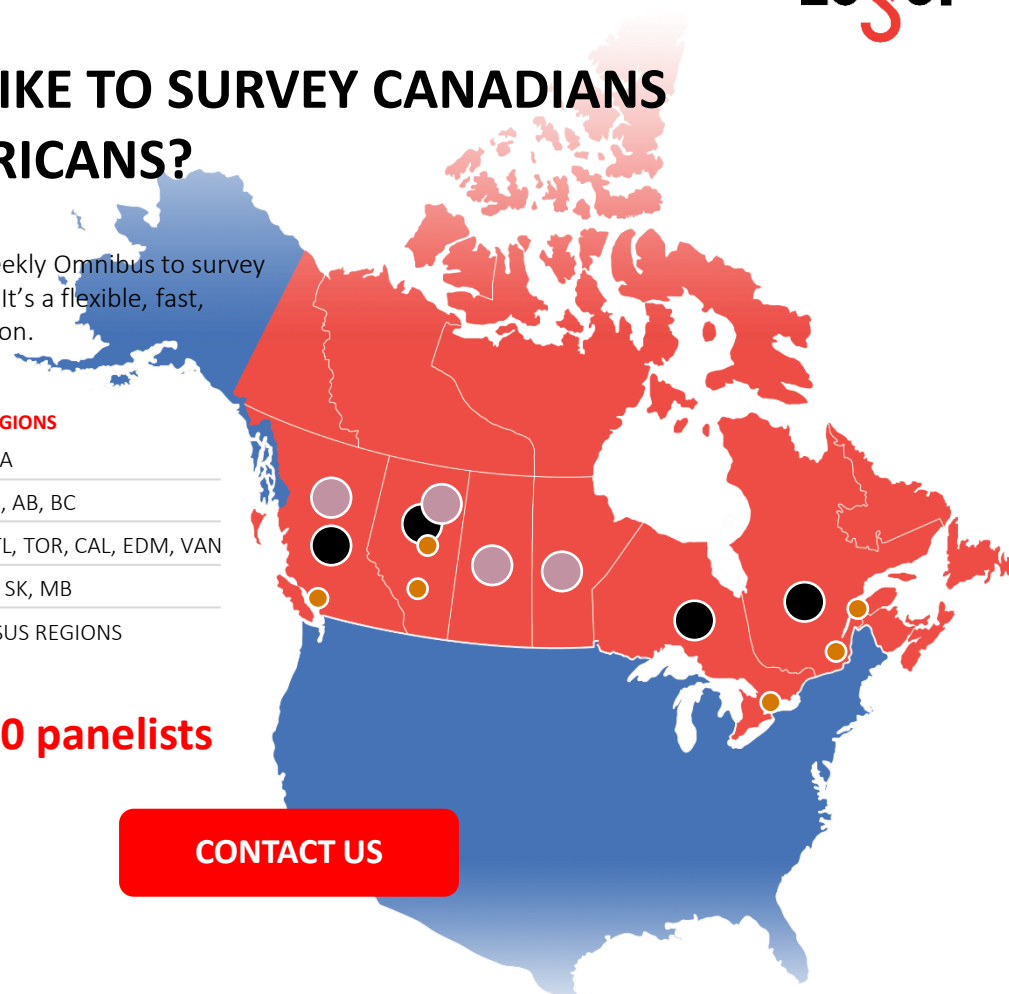 IKE TO SURVEY CANADIANS
RICANS?
eekly Omnibus to survey
It’s a flexible, fast,
on.
GIONS
A
, AB, BC
TL, TOR, CAL, EDM, VAN
SK, MB
SUS REGIONS
0 panelists
CONTACT US